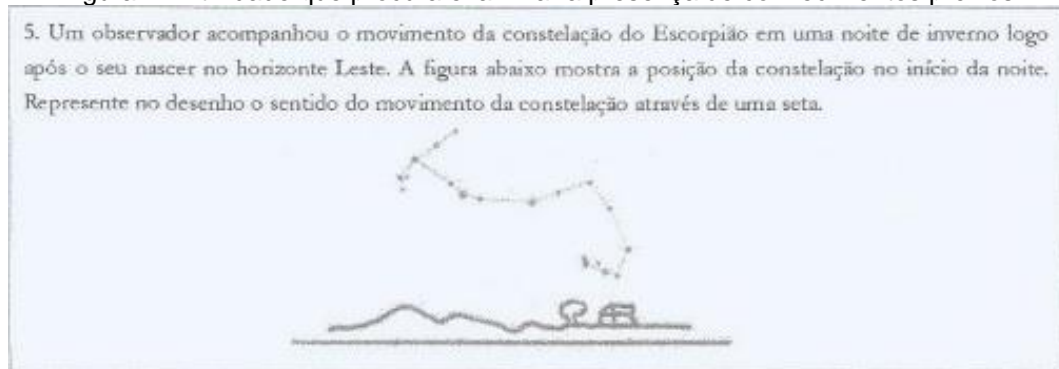 5. Um observador acompanhou o movimento da constelação do Escorpião em uma noite de inverno logo
após o seu nascer no horizonte Leste. A figura abaixo mostra a posição da constelação no início da noite.
Represente no desenho o sentido do movimento da constelação através de uma seta.